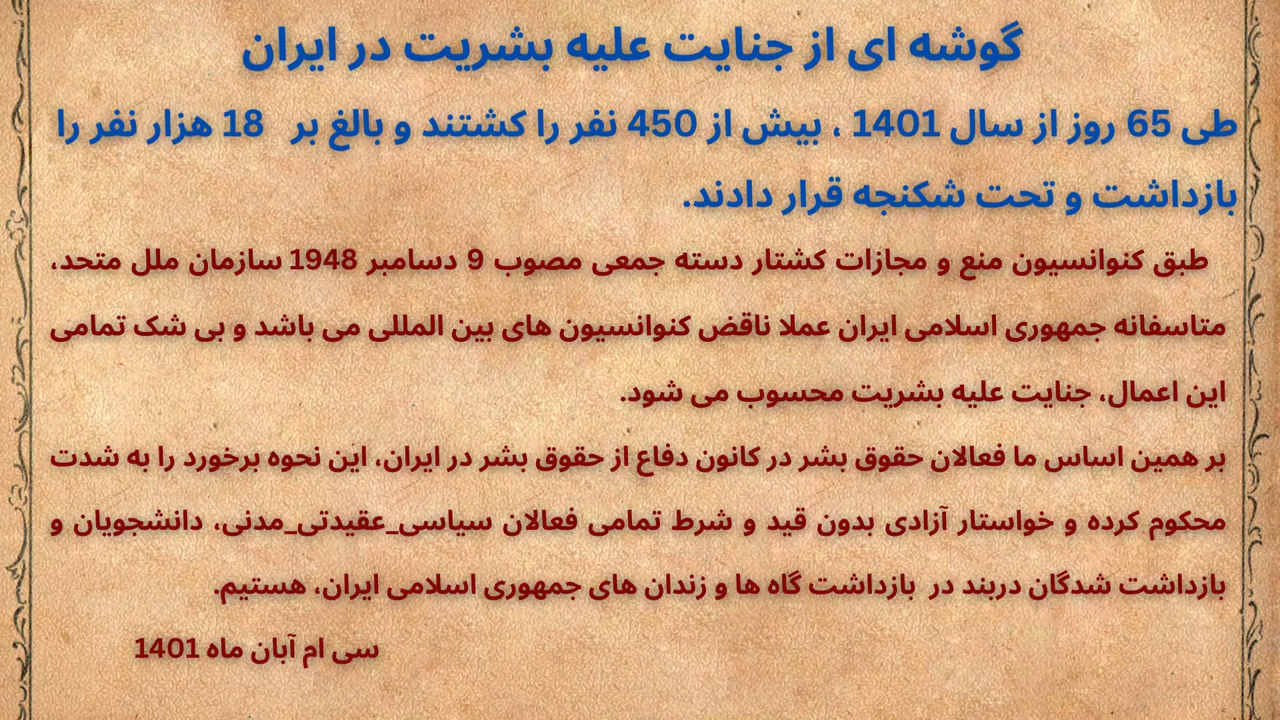 گوشه ای از جنایت علیه بشریت در ایران
طی 65 روز از سال 1401 ، بیش از 450 نفر را کشتند و بالغ بر 18 هزار نفر را
بازداشت و تحت شکنجه قرار دادند.
طبق کنوانسیون منع و مجازات کشتار دسته جمعی مصوب 9 دسامبر 1948 سازمان ملل متحد،
متاسفانه جمهوری اسلامی ایران عملا ناقض کنوانسیون های بین المللی می باشد و بی شک تمامی
این اعمال، جنایت علیه بشریت محسوب می شود.
بر همین اساس ما فعالان حقوق بشر در کانون دفاع از حقوق بشر در ایران، این نحوه برخورد را به شدت
محکوم کرده و خواستار آزادی بدون قید و شرط تمامی فعالان سیاسی_عقیدتی_مدنی، دانشجویان و
بازداشت شدگان دربند در بازداشت گاه ها و زندان های جمهوری اسلامی ایران، هستیم.
سی ام آبان ماه 1401